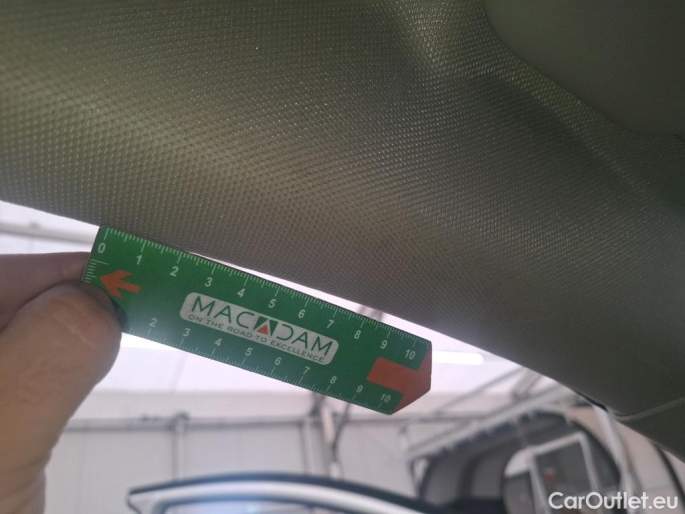 0 1 2 3 4 5 6 7 8 9 10
MACADAM
ON THE ROAD TO EXCELLENCE
2 4 5 6 7 8 9 10
CarOutlet.eu